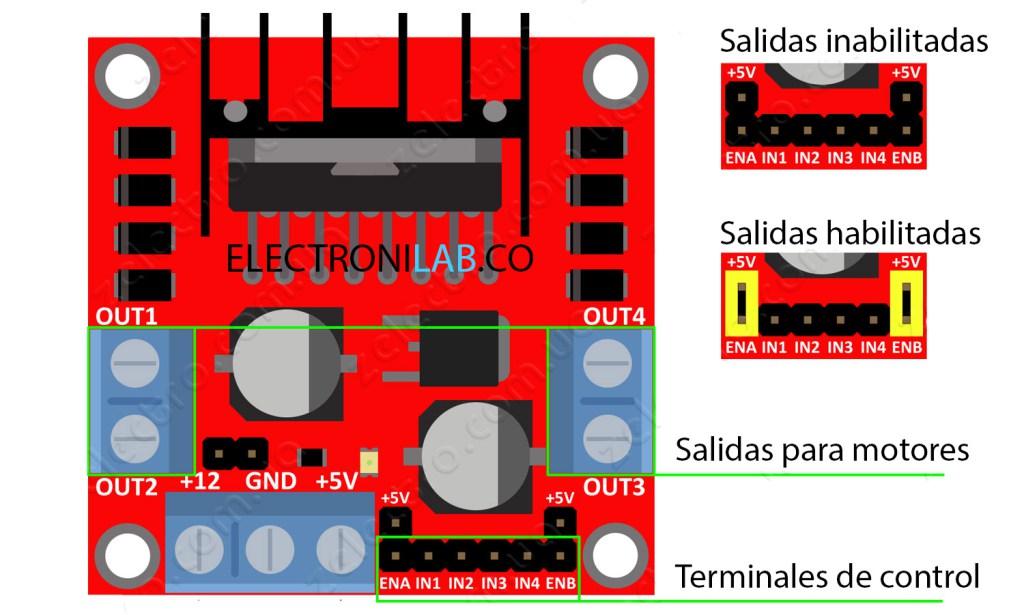 Salidas inabilitadas
+5V +5V
ENA IN1 IN2 IN3 IN4 ENB
Salidas habilitadas
+5V +5V
ENA IN1 IN2 IN3 IN4 ENB
ELECTRONILAB.CO
OUT1 OUT4
Salidas para motores
OUT2 +12 GND +5V OUT3
+5V +5V
ENA IN1 IN2 IN3 IN4 ENB
Terminales de control